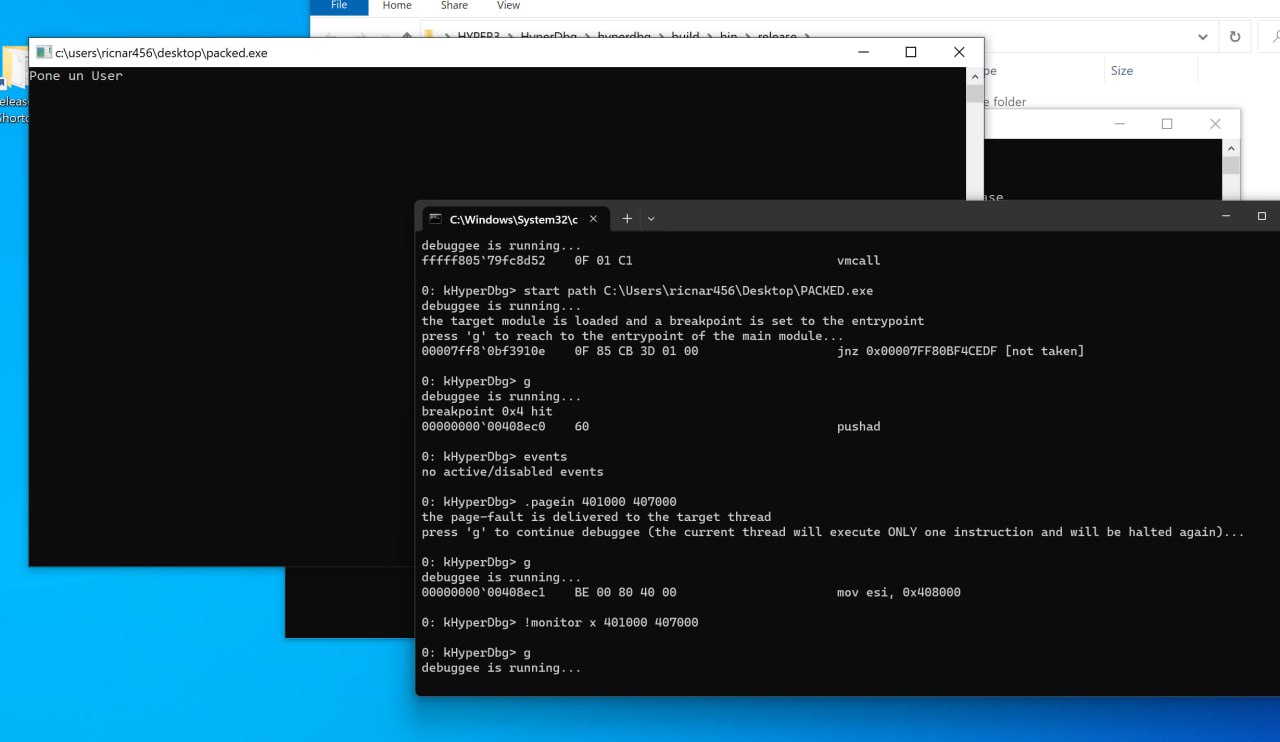 File Home Share View
HYPER3 > HyperDbg > hyperdbg > build > bin > release >
c:\users\ricnar456\desktop\packed.exe
Pone un User
Size
e folder
C:\Windows\System32\c
debuggee is running...
fffff805`79fc8d52 0F 01 C1 vmcall
0: kHyperDbg> start path C:\Users\ricnar456\Desktop\PACKED.exe
debuggee is running...
the target module is loaded and a breakpoint is set to the entrypoint
press 'g' to reach to the entrypoint of the main module...
00007ff8`0bf3910e 0F 85 CB 3D 01 00 jnz 0x00007FF80BF4CEDF [not taken]
0: kHyperDbg> g
debuggee is running...
breakpoint 0x4 hit
00000000`00408ec0 60 pushad
0: kHyperDbg> events
no active/disabled events
0: kHyperDbg> .pagein 401000 407000
the page-fault is delivered to the target thread
press 'g' to continue debuggee (the current thread will execute ONLY one instruction and will be halted again)...
0: kHyperDbg> g
debuggee is running...
00000000`00408ec1 BE 00 80 40 00 mov esi, 0x408000
0: kHyperDbg> !monitor x 401000 407000
0: kHyperDbg> g
debuggee is running...